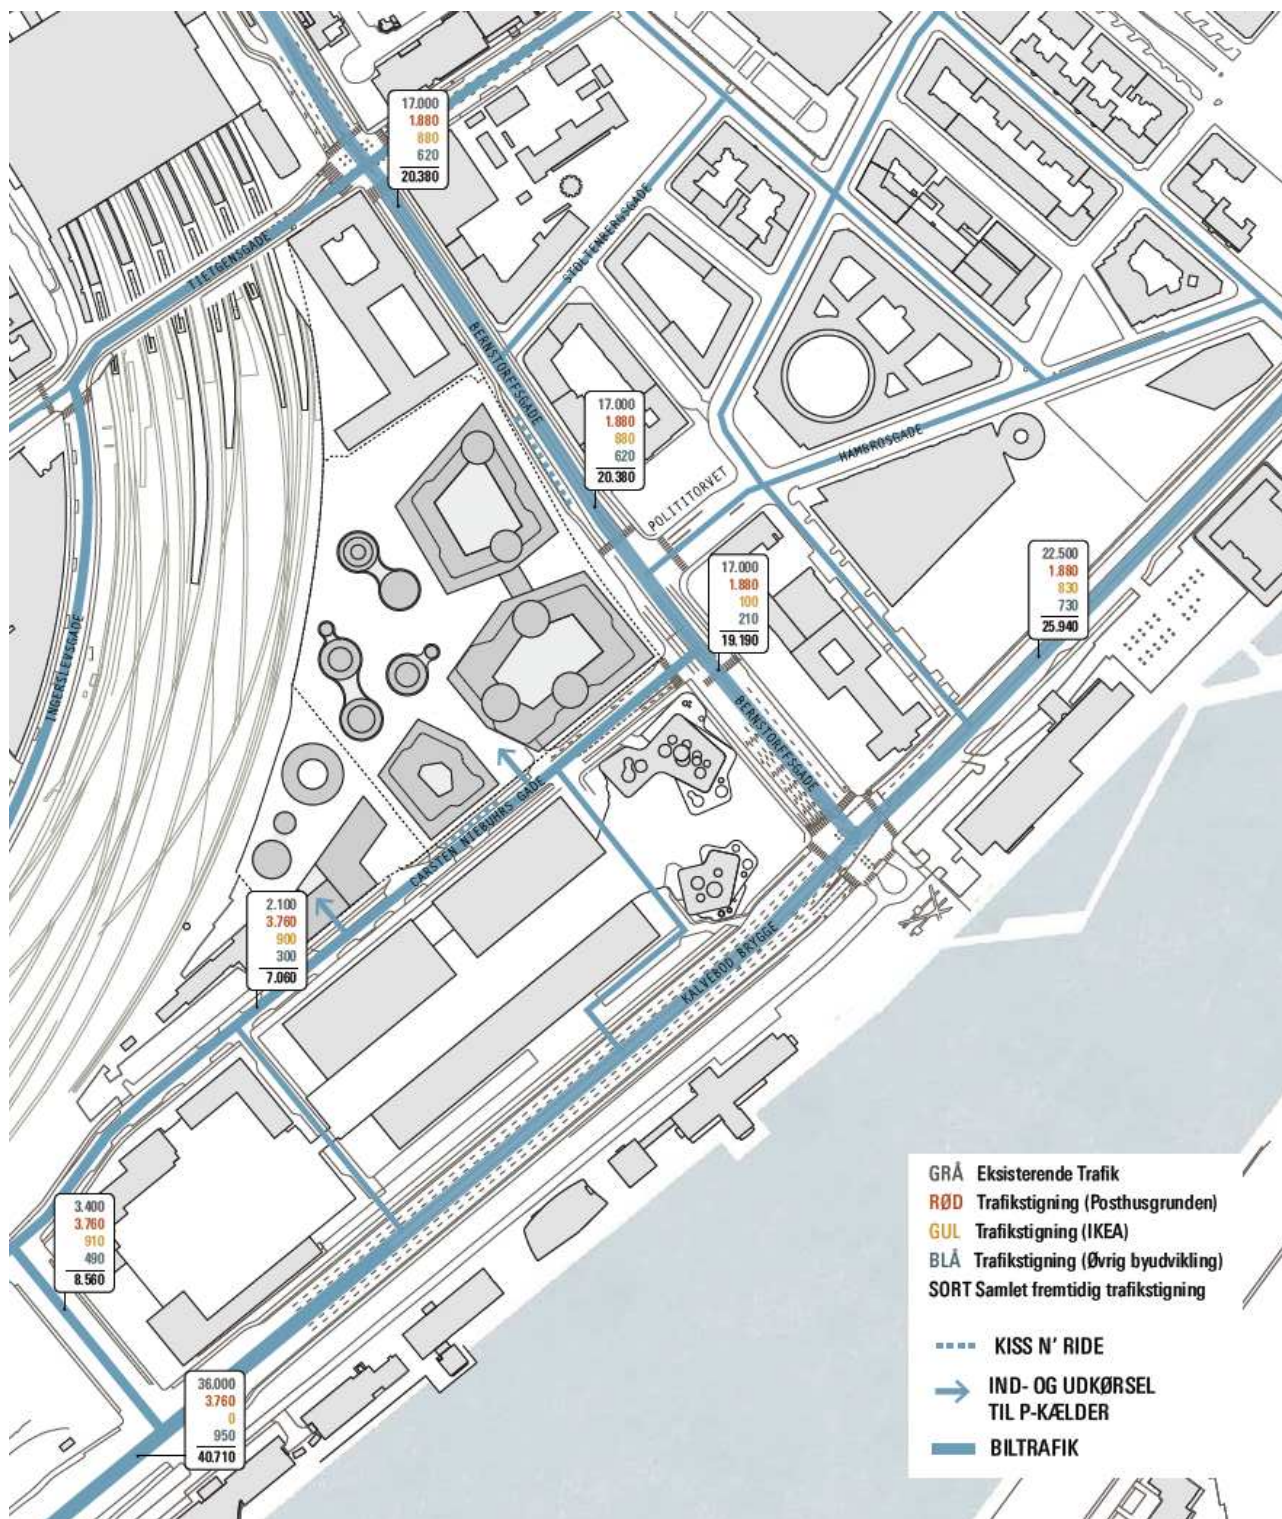 17.000
1.880
880
620
20.380
TIETGENSGADE
STOLTENBERGSGADE
BERNSTORFFSGADE
17.000
1.880
880
620
20.380
HAMBROSGADE
POLITITORVET
17.000
1.880
100
210
19.190
22.500
1.880
830
730
25.940
INGERSLEVSGADE
BERNSTORFFSGADE
CARSTEN NIEBUHRS GADE
2.100
3.760
900
300
7.060
KALVEBOD BRYGGE
3.400
3.760
910
490
8.560
36.000
3.760
0
950
40.710
GRÅ Eksisterende Trafik
RØD Trafikstigning (Posthusgrunden)
GUL Trafikstigning (IKEA)
BLÅ Trafikstigning (Øvrig byudvikling)
SORT Samlet fremtidig trafikstigning
KISS N' RIDE
IND- OG UDKØRSEL
TIL P-KÆLDER
BILTRAFIK